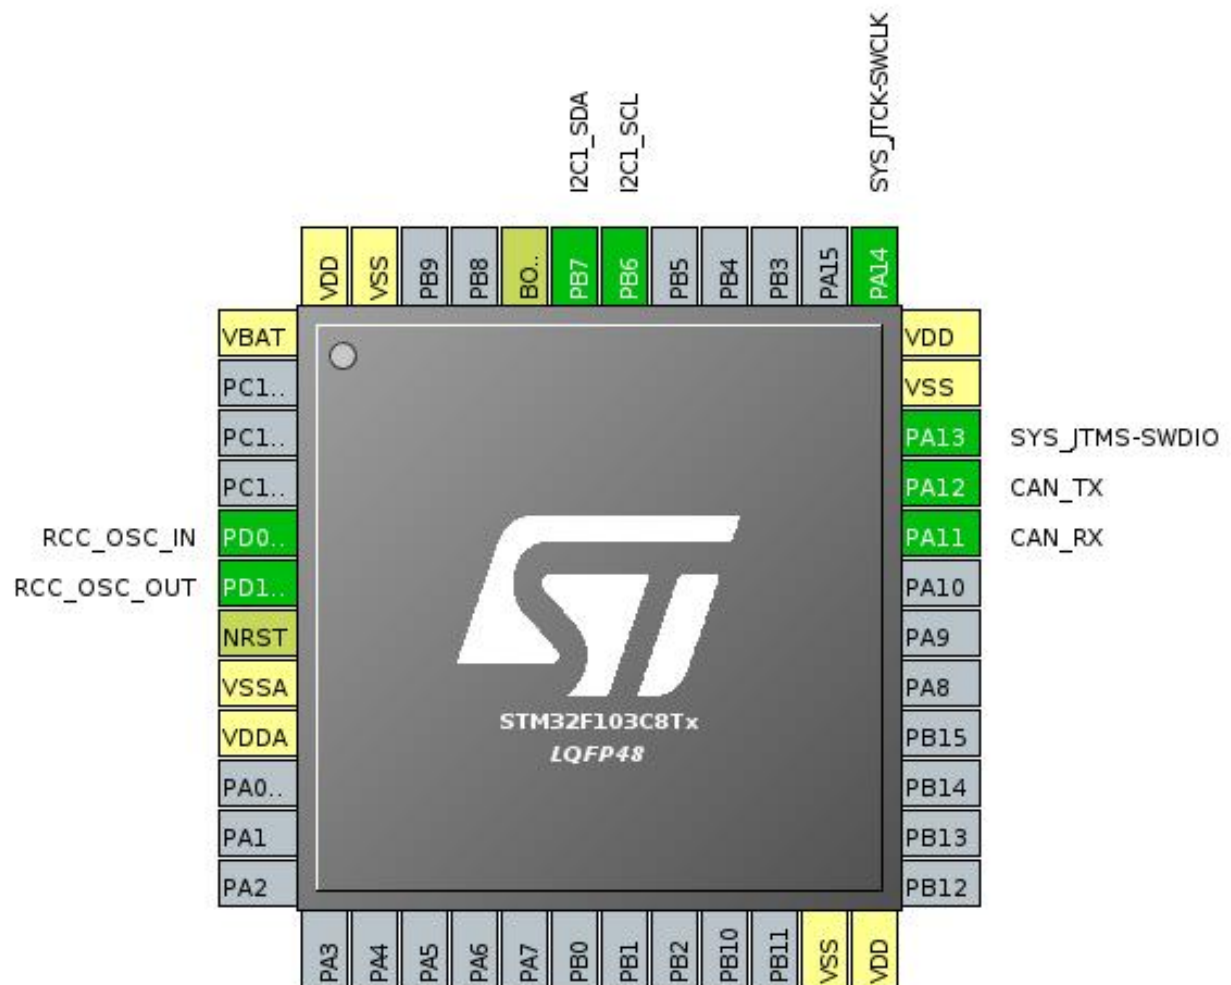 I2C1_SDA
I2C1_SCL
SYS_JTCK-SWCLK
VDD
VSS
PB9
PB8
BO..
PB7
PB6
PB5
PB4
PB3
PA15
PA14
VBAT
PC1..
PC1..
PC1..
RCC_OSC_IN PD0..
RCC_OSC_OUT PD1..
NRST
VSSA
VDDA
PA0..
PA1
PA2
VDD
VSS
PA13 SYS_JTMS-SWDIO
PA12 CAN_TX
PA11 CAN_RX
PA10
PA9
PA8
PB15
PB14
PB13
PB12
ST
STM32F103C8Tx
LQFP48
PA3
PA4
PA5
PA6
PA7
PB0
PB1
PB2
PB10
PB11
VSS
VDD